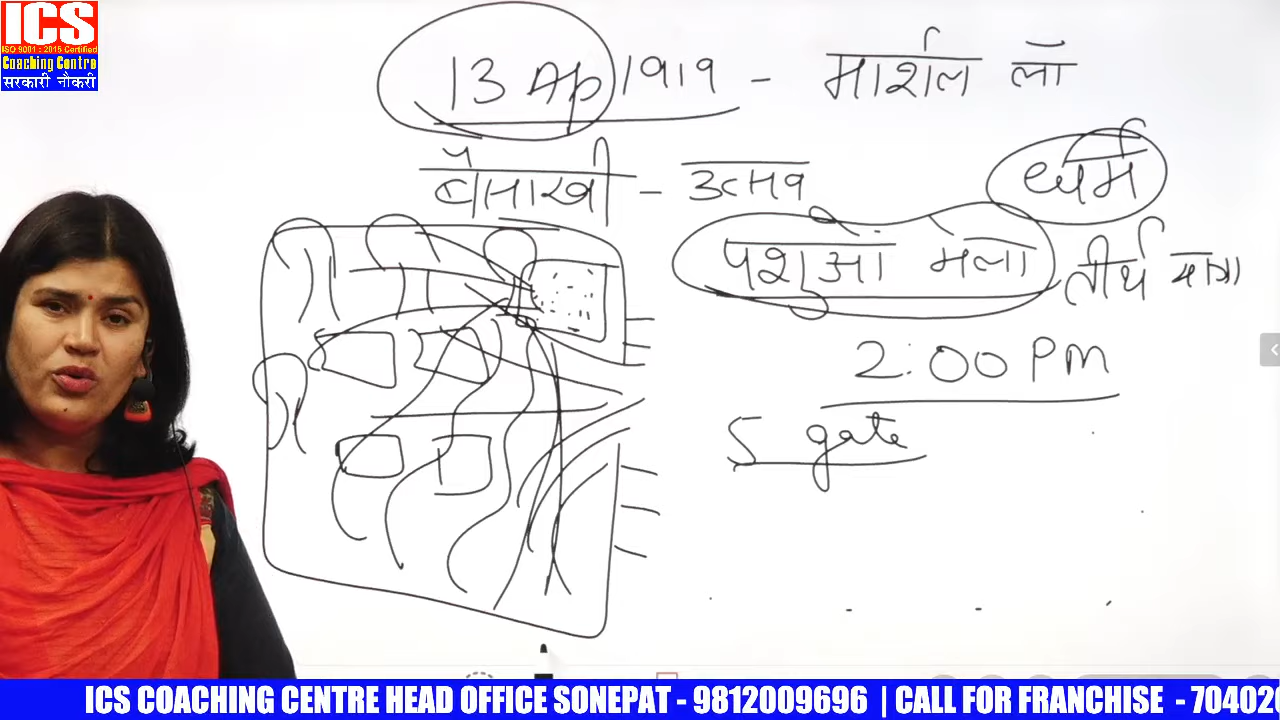 ICS
ISO 9001 : 2015 Certified
Coaching Centre
सरकारी नौकरी
13 Ap 1919 - मार्शल लॉ
बैसाखी - उत्सव
धर्म
पशुओं मेला
तीर्थ यात्रा
2:00 PM
5 gate
ICS COACHING CENTRE HEAD OFFICE SONEPAT - 9812009696 | CALL FOR FRANCHISE - 70402